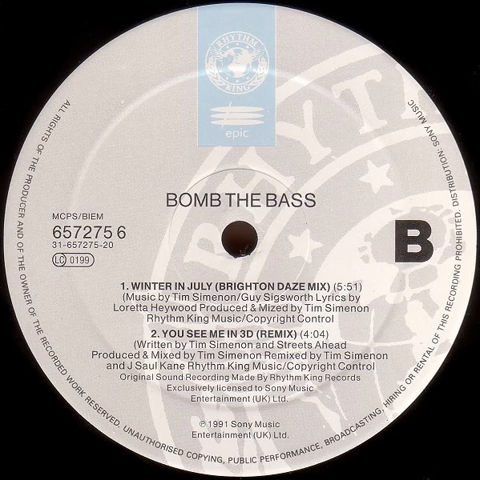 RHYTHM
KING
epic
BOMB THE BASS
MCPS/BIEM
657275 6
31-657275-20
LC 0199
B
1. WINTER IN JULY (BRIGHTON DAZE MIX) (5:51)
(Music by Tim Simenon/Guy Sigsworth Lyrics by
Loretta Heywood Produced & Mized by Tim Simenon
Rhythm King Music/Copyright Control
2. YOU SEE ME IN 3D (REMIX) (4:04)
(Written by Tim Simenon and Streets Ahead
Produced & Mixed by Tim Simenon Remixed by Tim Simenon
and J Saul Kane Rhythm King Music/Copyright Control
Original Sound Recording Made By Rhythm King Records
Exclusively licensed to Sony Music
Entertainment (UK) Ltd.
℗ 1991 Sony Music
Entertainment (UK) Ltd.
ALL RIGHTS OF THE PRODUCER AND OF THE OWNER OF THE RECORDED WORK RESERVED. UNAUTHORISED COPYING, PUBLIC PERFORMANCE, BROADCASTING, HIRING OR RENTAL OF THIS RECORDING PROHIBITED. DISTRIBUTION: SONY MUSIC